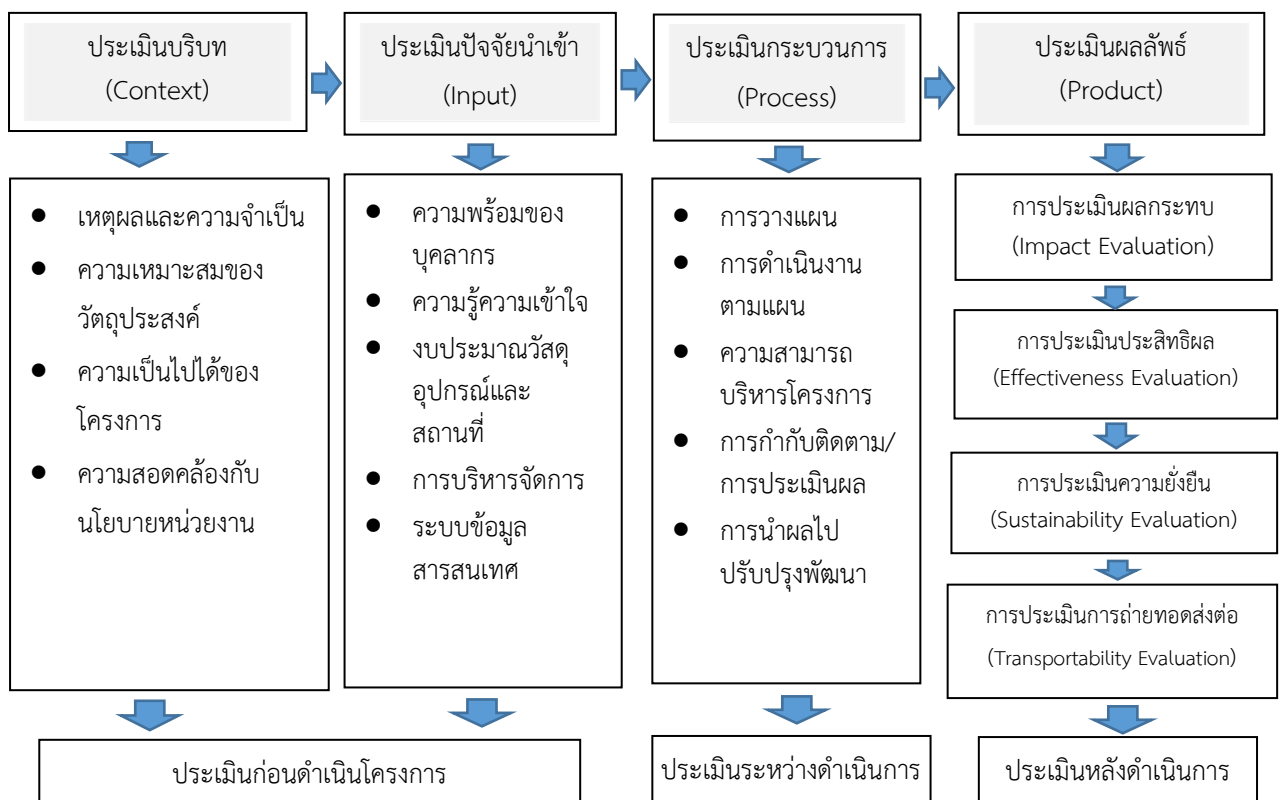 ประเมินบริบท
(Context)
ประเมินปัจจัยนำเข้า
(Input)
ประเมินกระบวนการ
(Process)
ประเมินผลลัพธ์
(Product)
● เหตุผลและความจำเป็น
● ความเหมาะสมของ
วัตถุประสงค์
● ความเป็นไปได้ของ
โครงการ
● ความสอดคล้องกับ
นโยบายหน่วยงาน
● ความพร้อมของ
บุคลากร
● ความรู้ความเข้าใจ
● งบประมาณวัสดุ
อุปกรณ์และ
สถานที่
● การบริหารจัดการ
● ระบบข้อมูล
สารสนเทศ
● การวางแผน
● การดำเนินงาน
ตามแผน
● ความสามารถ
บริหารโครงการ
● การกำกับติดตาม/
การประเมินผล
● การนำผลไป
ปรับปรุงพัฒนา
การประเมินผลกระทบ
(Impact Evaluation)
การประเมินประสิทธิผล
(Effectiveness Evaluation)
การประเมินความยั่งยืน
(Sustainability Evaluation)
การประเมินการถ่ายทอดส่งต่อ
(Transportability Evaluation)
ประเมินก่อนดำเนินโครงการ
ประเมินระหว่างดำเนินการ
ประเมินหลังดำเนินการ